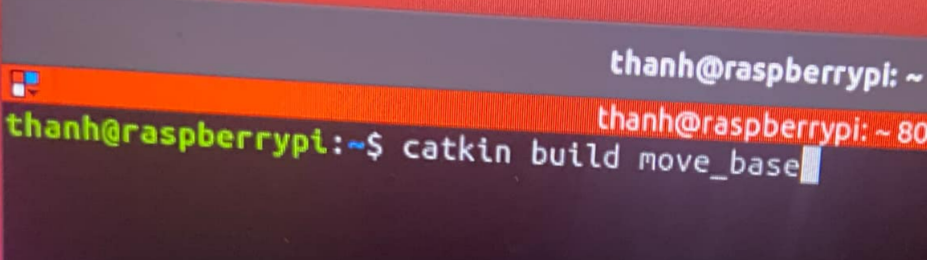 thanh@raspberrypi: ~
thanh@raspberrypi: ~ 80
thanh@raspberrypi:~$ catkin build move_base